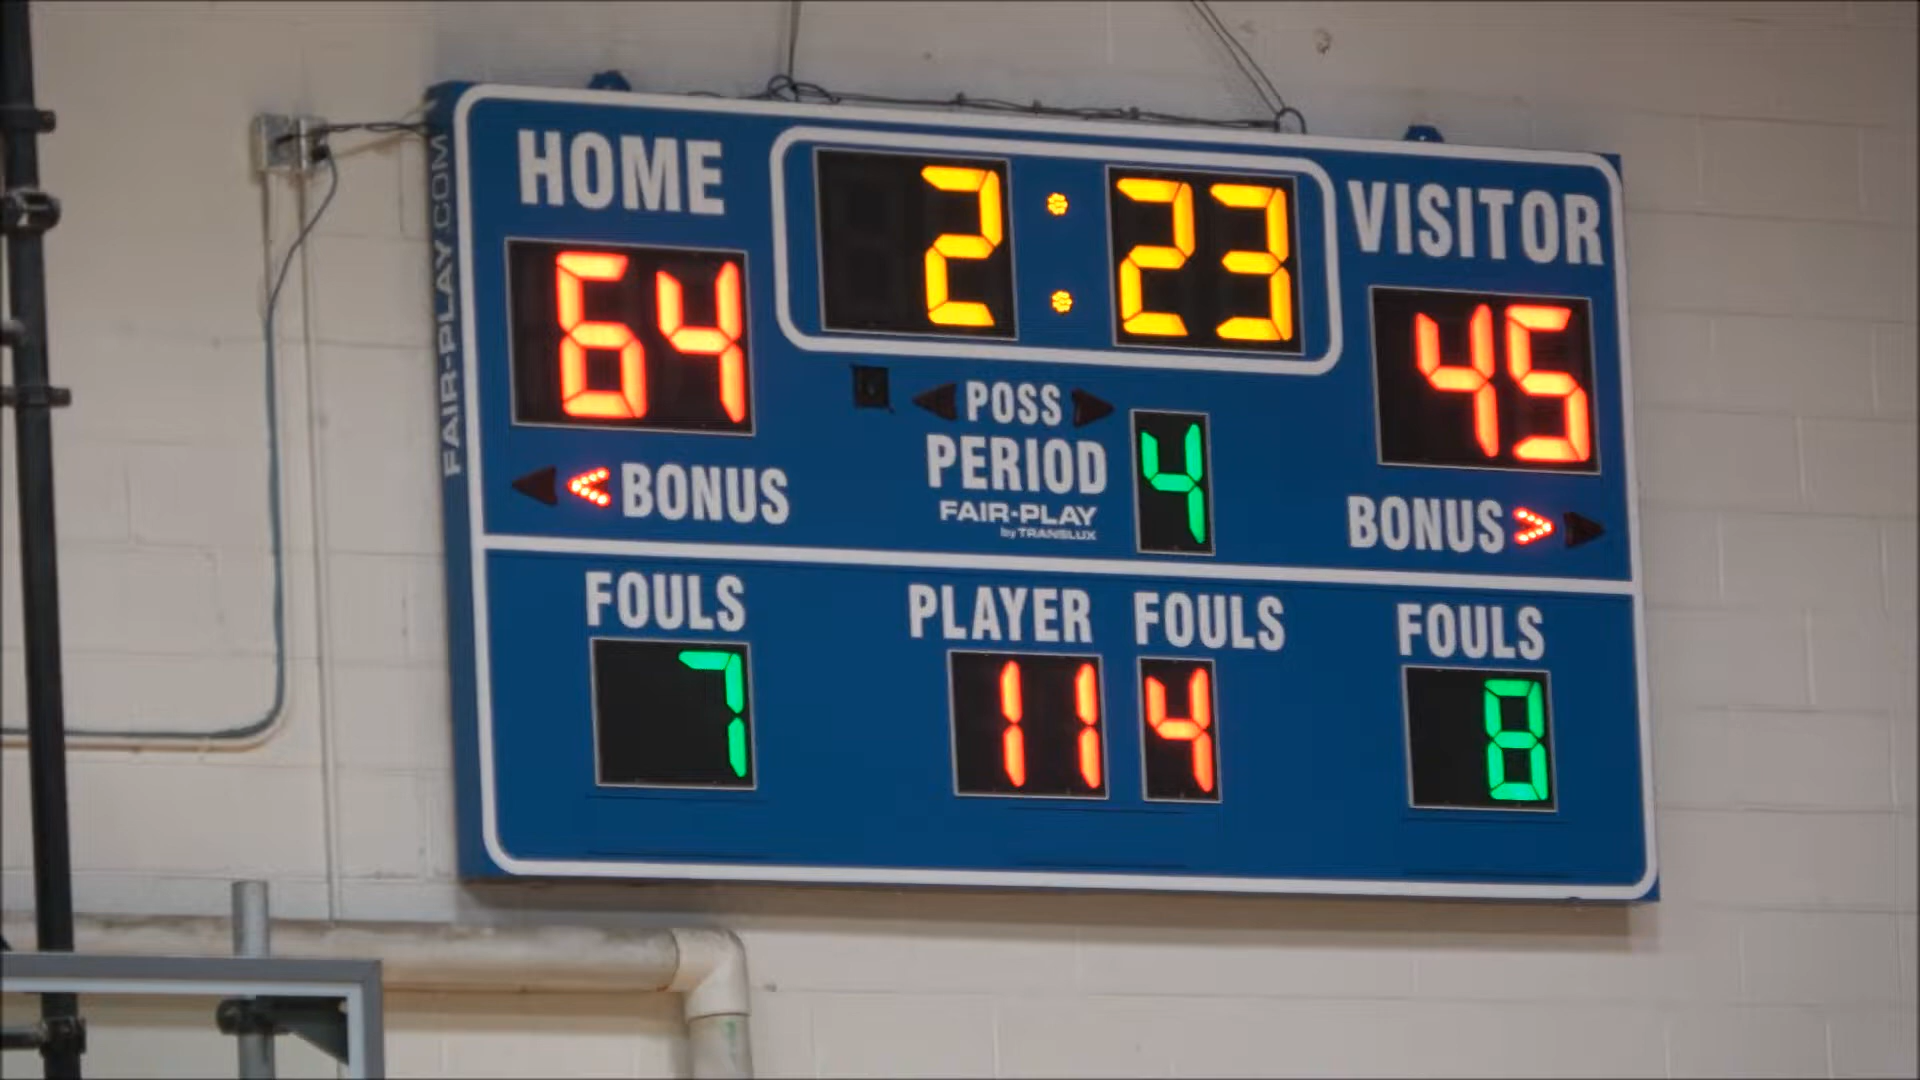 HOME
2:23
VISITOR
64
45
POSS
PERIOD 4
<BONUS
BONUS>
FAIR-PLAY
by TRANSLUX
FOULS
PLAYER FOULS
FOULS
7
11 4
8
FAIR-PLAY.COM